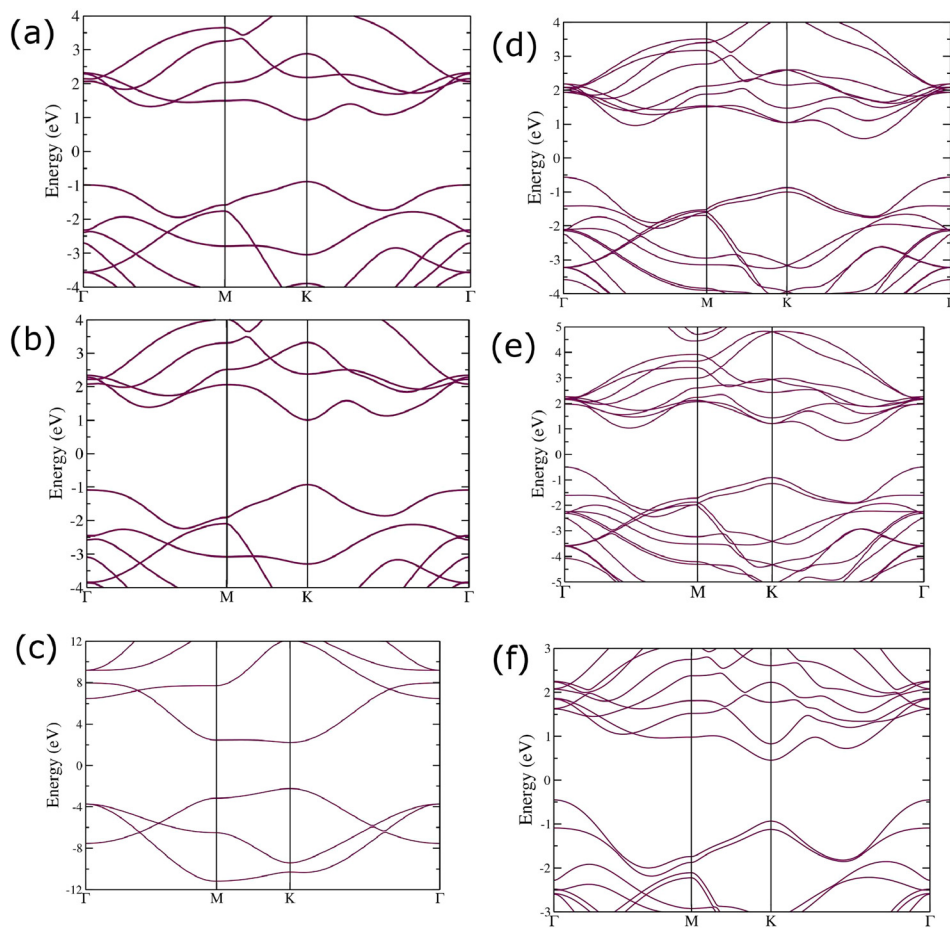 (a)
4
3
2
1
0
-1
-2
-3
-4
Energy (eV)
Γ M K Γ
(b)
4
3
2
1
0
-1
-2
-3
-4
Energy (eV)
Γ M K Γ
(c)
12
8
4
0
-4
-8
-12
Energy (eV)
Γ M K Γ
(d)
4
3
2
1
0
-1
-2
-3
-4
Energy (eV)
Γ M K Γ
(e)
5
4
3
2
1
0
-1
-2
-3
-4
-5
Energy (eV)
Γ M K Γ
(f)
3
2
1
0
-1
-2
-3
Energy (eV)
Γ M K Γ